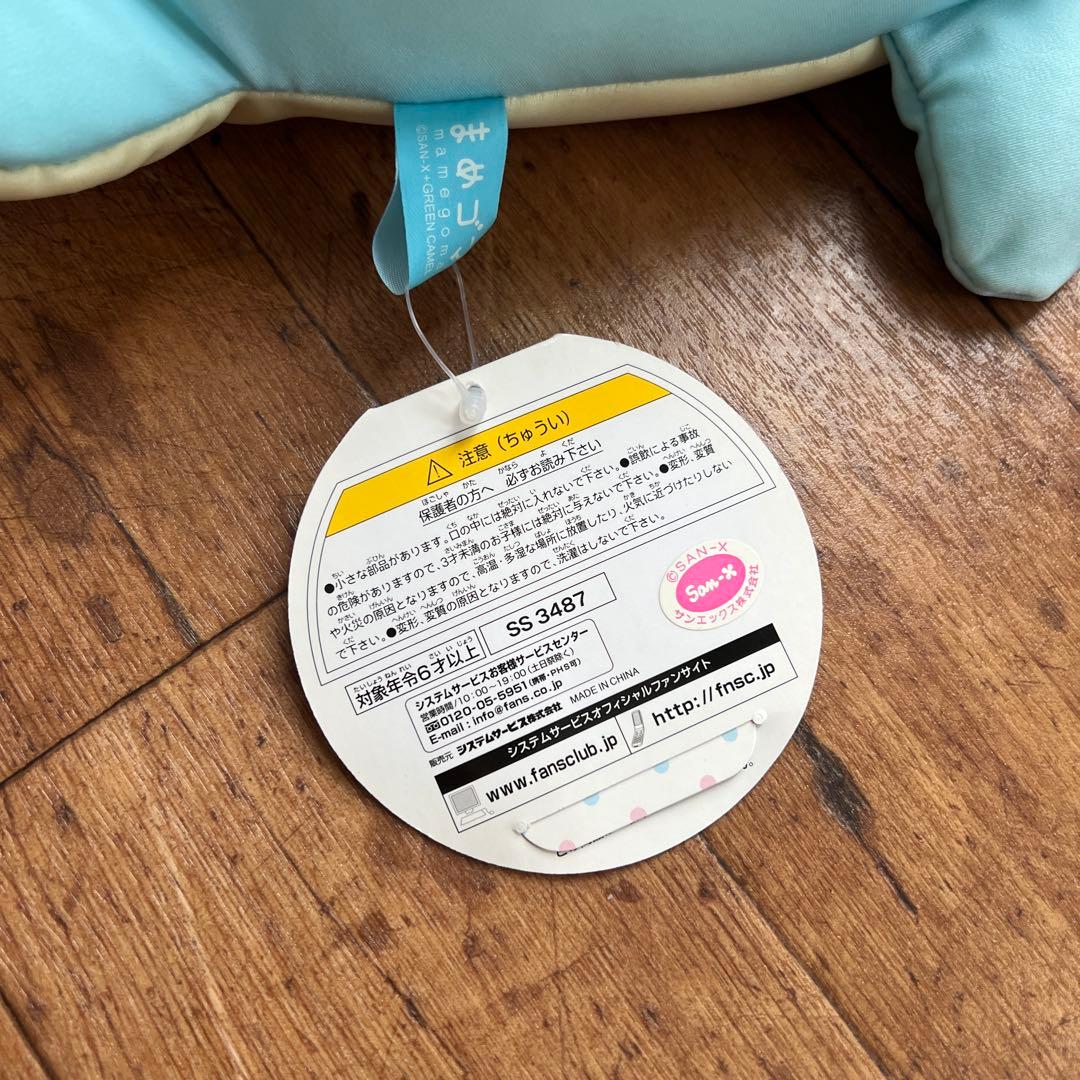 まめゴマ
mamegoma
©SAN-X+GREEN CAMEL
注意(ちゅうい)
保護者の方へ 必ずお読み下さい
●小さな部品があります。口の中には絶対に入れないで下さい。●誤飲による事故
の危険がありますので、3才未満のお子様には絶対に与えないで下さい。●変形、変質
や火災の原因となりますので、高温・多湿な場所に放置したり、火気に近づけたりしない
で下さい。●変形、変質の原因となりますので、洗濯はしないで下さい。
対象年令6才以上
SS 3487
©SAN-X
San-x
サンエックス株式会社
システムサービスお客様サービスセンター
営業時間/10:00~19:00(土日祭除く)
0120-05-5951(携帯・PHS可)
E-mail:info@fans.co.jp
販売元 システムサービス株式会社 MADE IN CHINA
システムサービスオフィシャルファンサイト
www.fansclub.jp
http://fnsc.jp